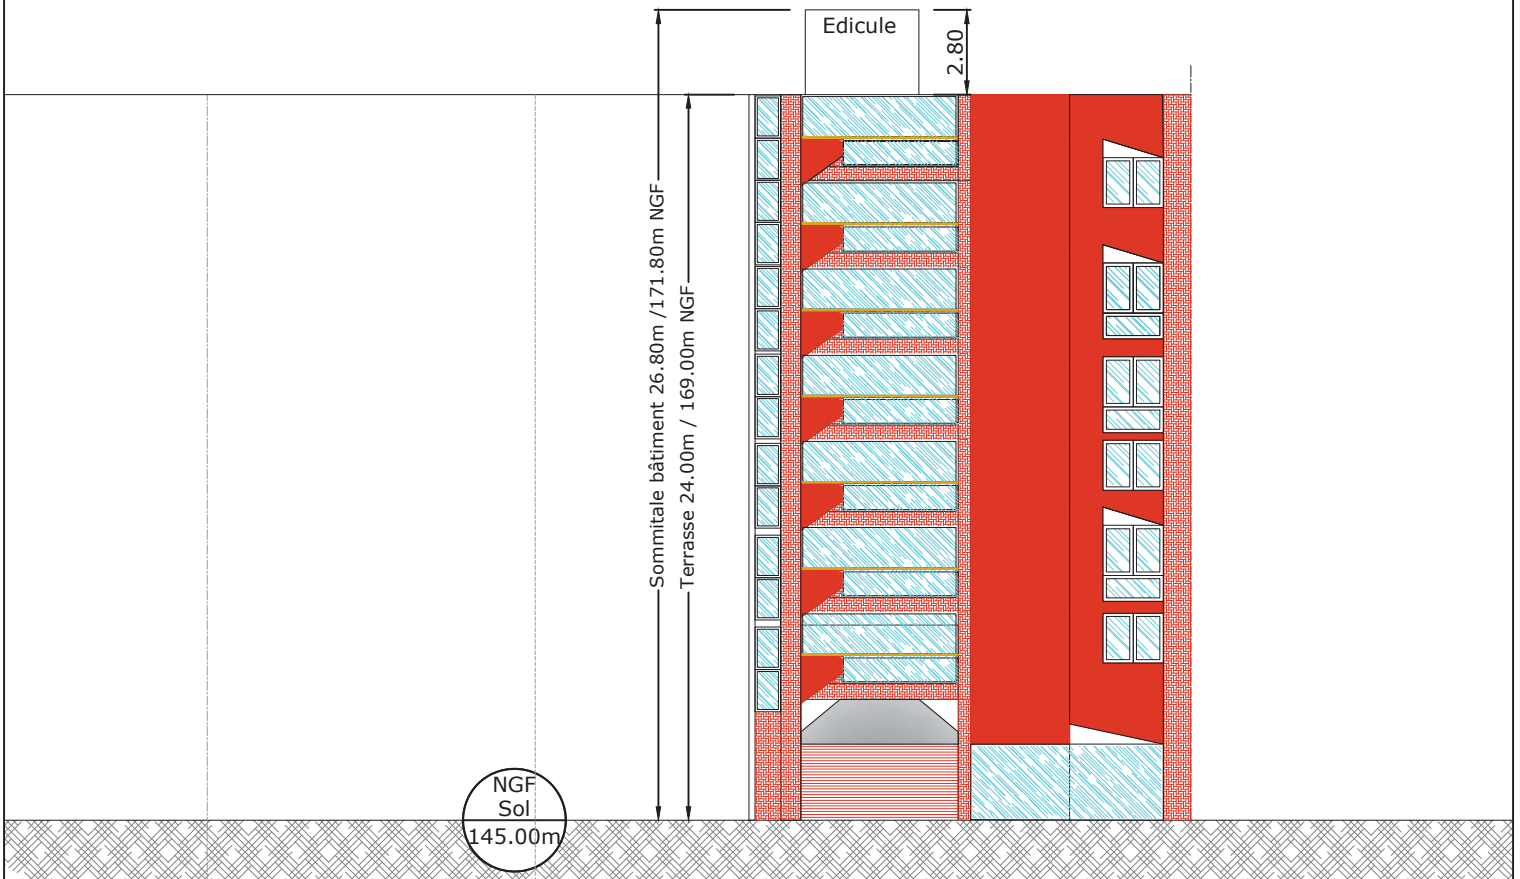 Edicule
2.80
Sommitale bâtiment 26.80m /171.80m NGF
Terrasse 24.00m / 169.00m NGF
NGF
Sol
145.00m